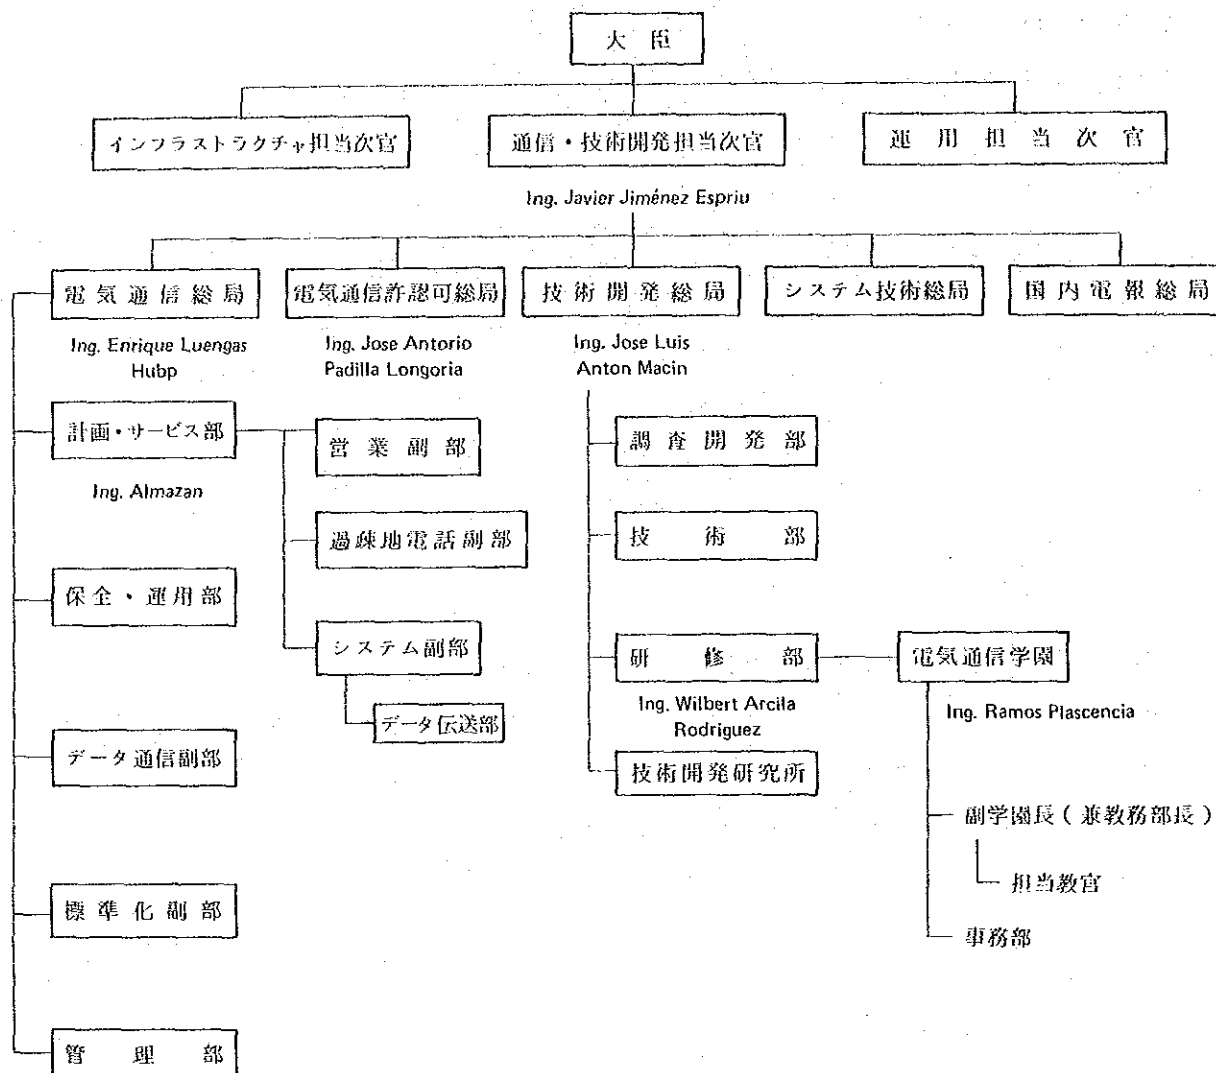 大臣
インフラストラクチャ担当次官
通信・技術開発担当次官
運用担当次官
Ing. Javier Jiménez Espriu
電気通信総局
電気通信許認可総局
技術開発総局
システム技術総局
国内電報総局
Ing. Enrique Luengas
Hubp
Ing. Jose Antorio
Padilla Longoria
Ing. Jose Luis
Anton Macin
計画・サービス部
営業副部
調査開発部
Ing. Almazan
過疎地電話副部
技術部
保全・運用部
システム副部
研修部
電気通信学園
Ing. Wilbert Arcila
Rodriguez
Ing. Ramos Plascencia
データ伝送部
データ通信副部
技術開発研究所
副学園長(兼教務部長)
担当教官
標準化副部
事務部
管理部